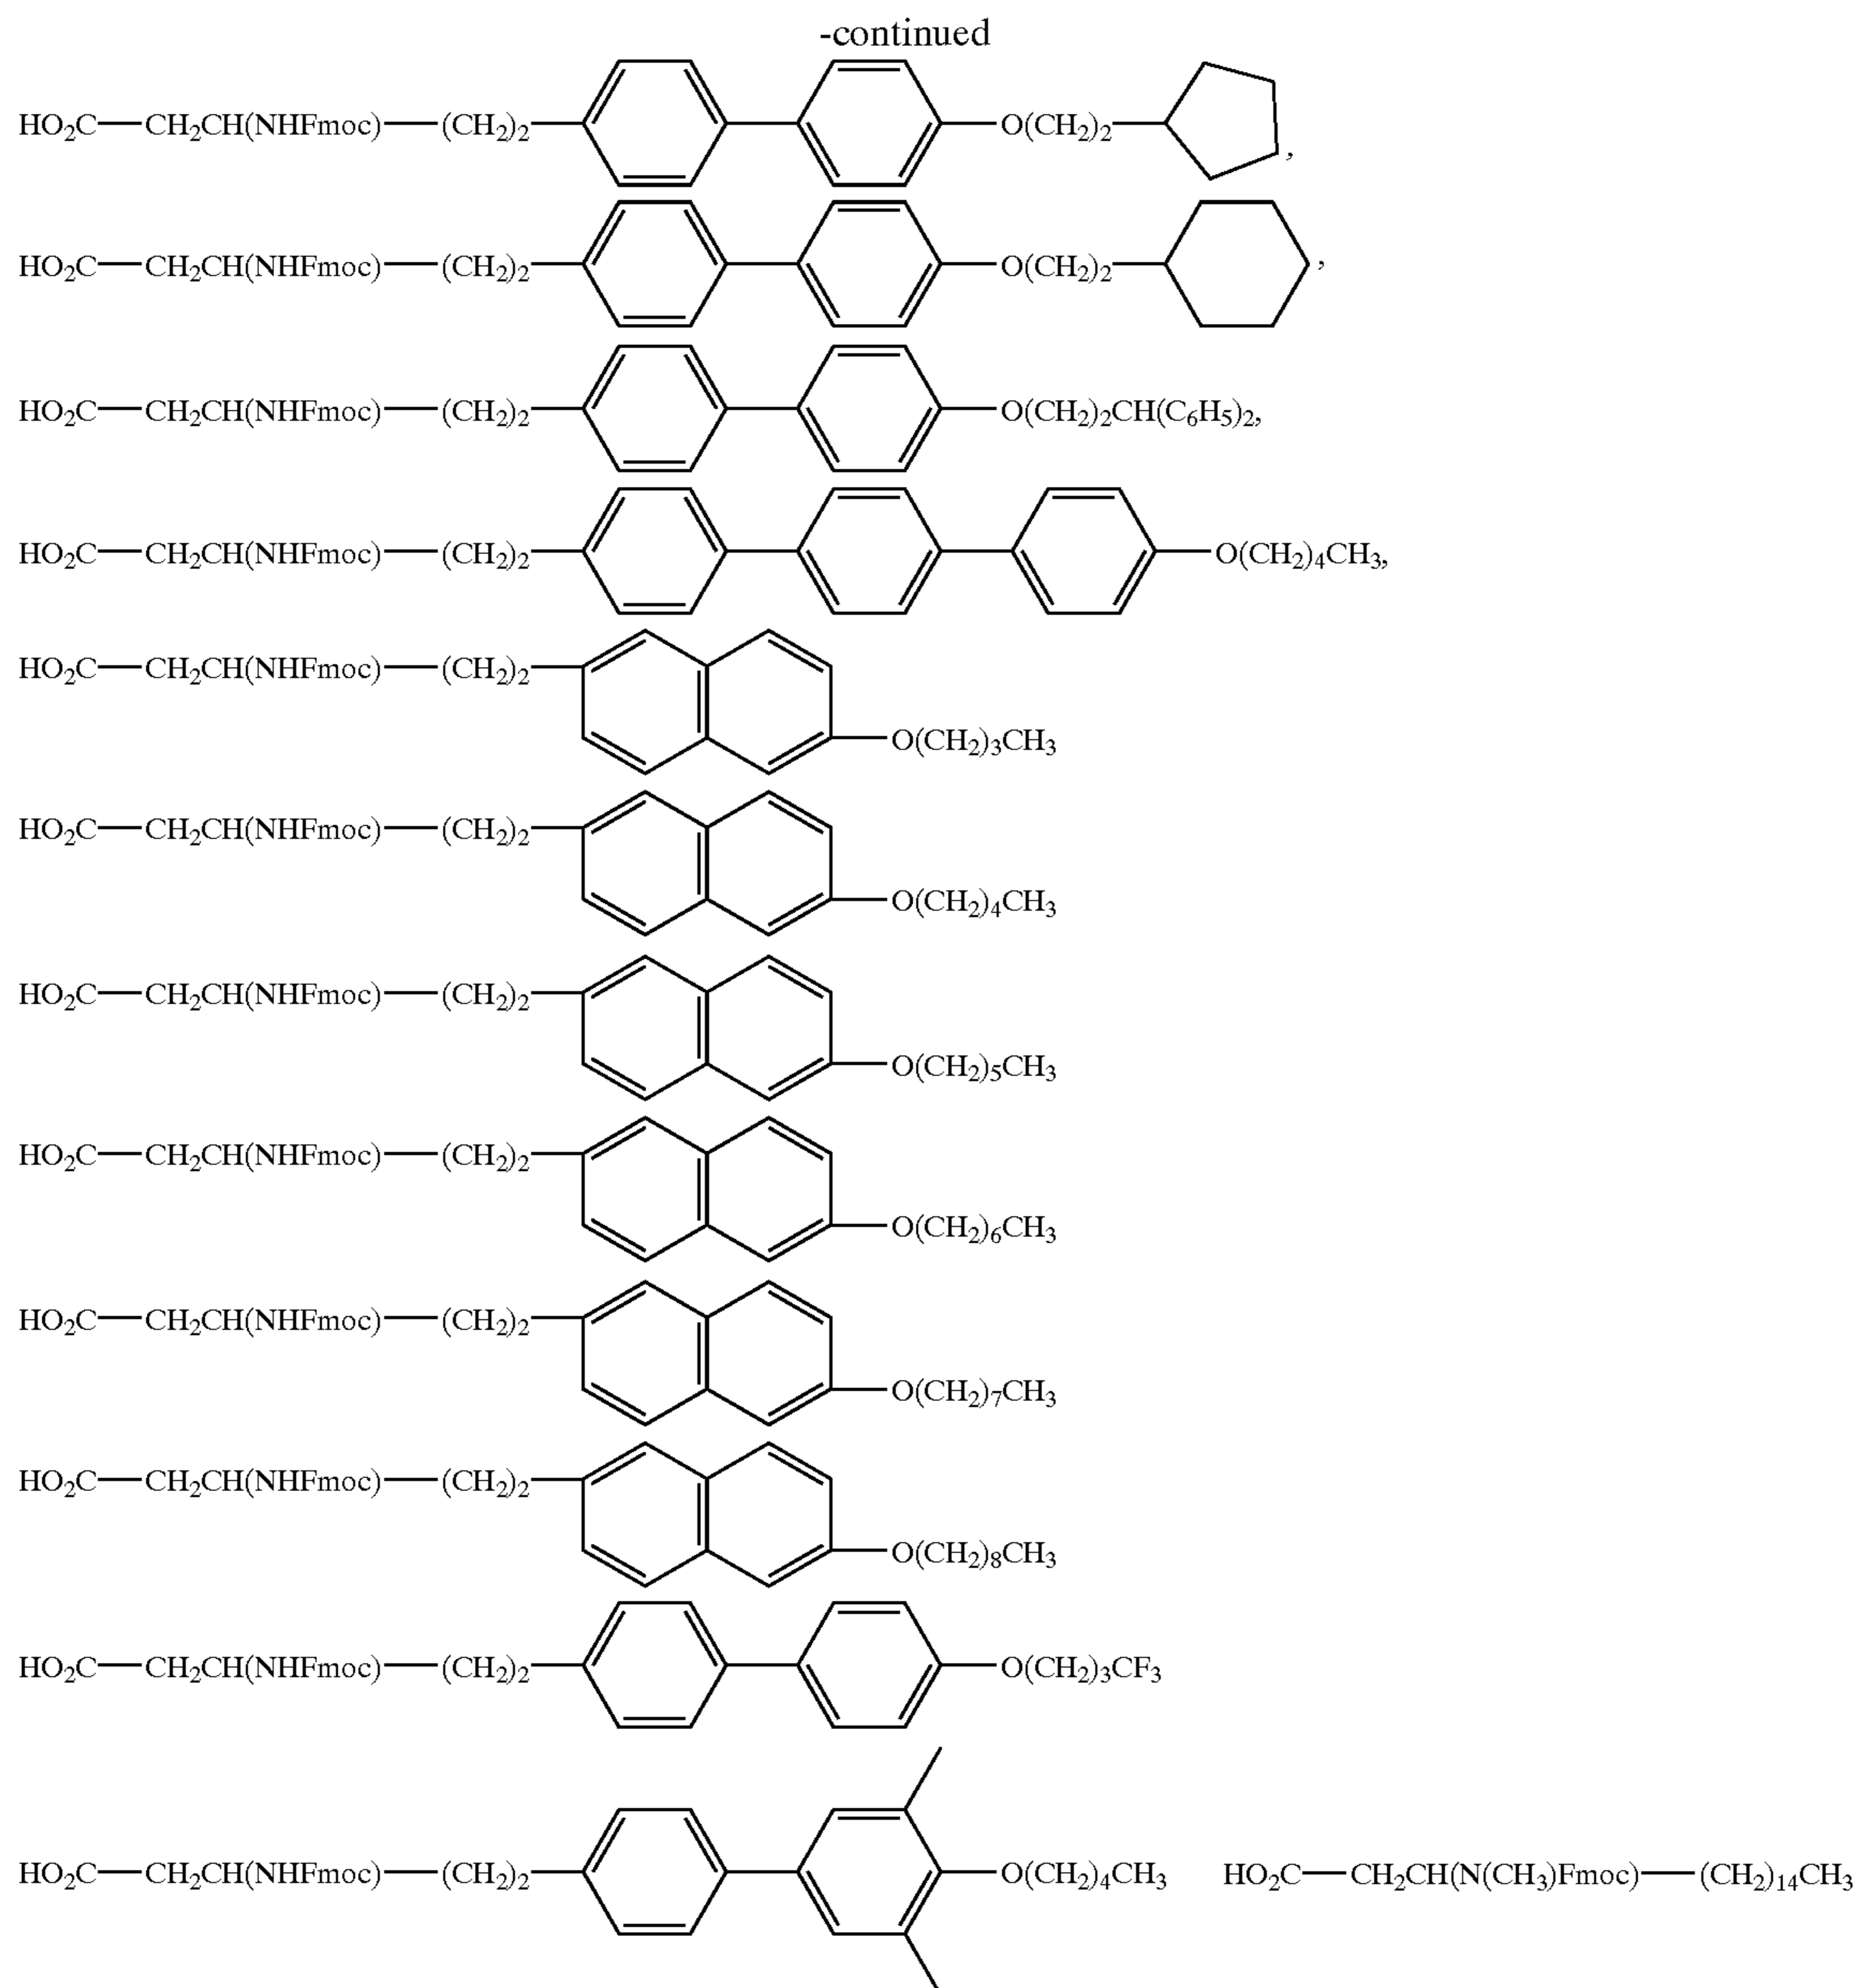 -continued
HO₂C—CH₂CH(NHFmoc)—(CH₂)₂ O(CH₂)₂ ,
HO₂C—CH₂CH(NHFmoc)—(CH₂)₂ O(CH₂)₂ ,
HO₂C—CH₂CH(NHFmoc)—(CH₂)₂ O(CH₂)₂CH(C₆H₅)₂,
HO₂C—CH₂CH(NHFmoc)—(CH₂)₂ O(CH₂)₄CH₃,
HO₂C—CH₂CH(NHFmoc)—(CH₂)₂
O(CH₂)₃CH₃
HO₂C—CH₂CH(NHFmoc)—(CH₂)₂
O(CH₂)₄CH₃
HO₂C—CH₂CH(NHFmoc)—(CH₂)₂
O(CH₂)₅CH₃
HO₂C—CH₂CH(NHFmoc)—(CH₂)₂
O(CH₂)₆CH₃
HO₂C—CH₂CH(NHFmoc)—(CH₂)₂
O(CH₂)₇CH₃
HO₂C—CH₂CH(NHFmoc)—(CH₂)₂
O(CH₂)₈CH₃
HO₂C—CH₂CH(NHFmoc)—(CH₂)₂ O(CH₂)₃CF₃
HO₂C—CH₂CH(NHFmoc)—(CH₂)₂ O(CH₂)₄CH₃ HO₂C—CH₂CH(N(CH₃)Fmoc)—(CH₂)₁₄CH₃